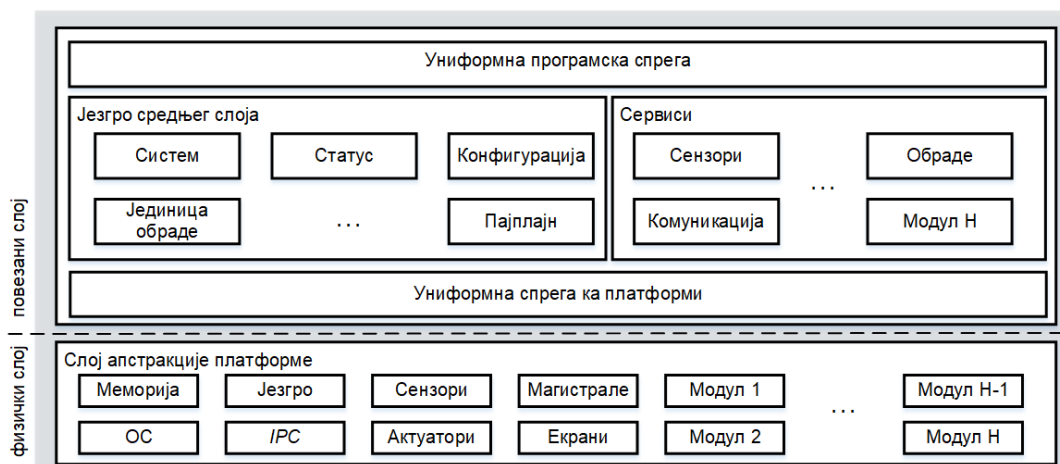 Униформна програмска спрега
Језгро средњег слоја
Систем
Статус
Конфигурација
Јединица
обраде
...
Пајплајн
Сервиси
Сензори
...
Обраде
Комуникација
Модул Н
Униформна спрега ка платформи
повезани слој
Слој апстракције платформе
Меморија
Језгро
Сензори
Магистрале
Модул 1
...
Модул Н-1
ОС
IPC
Актуатори
Екрани
Модул 2
Модул Н
физички слој